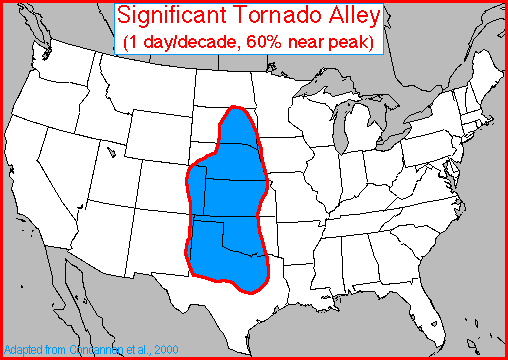 Significant Tornado Alley
(1 day/decade, 60% near peak)
Adapted from Concannon et al., 2000